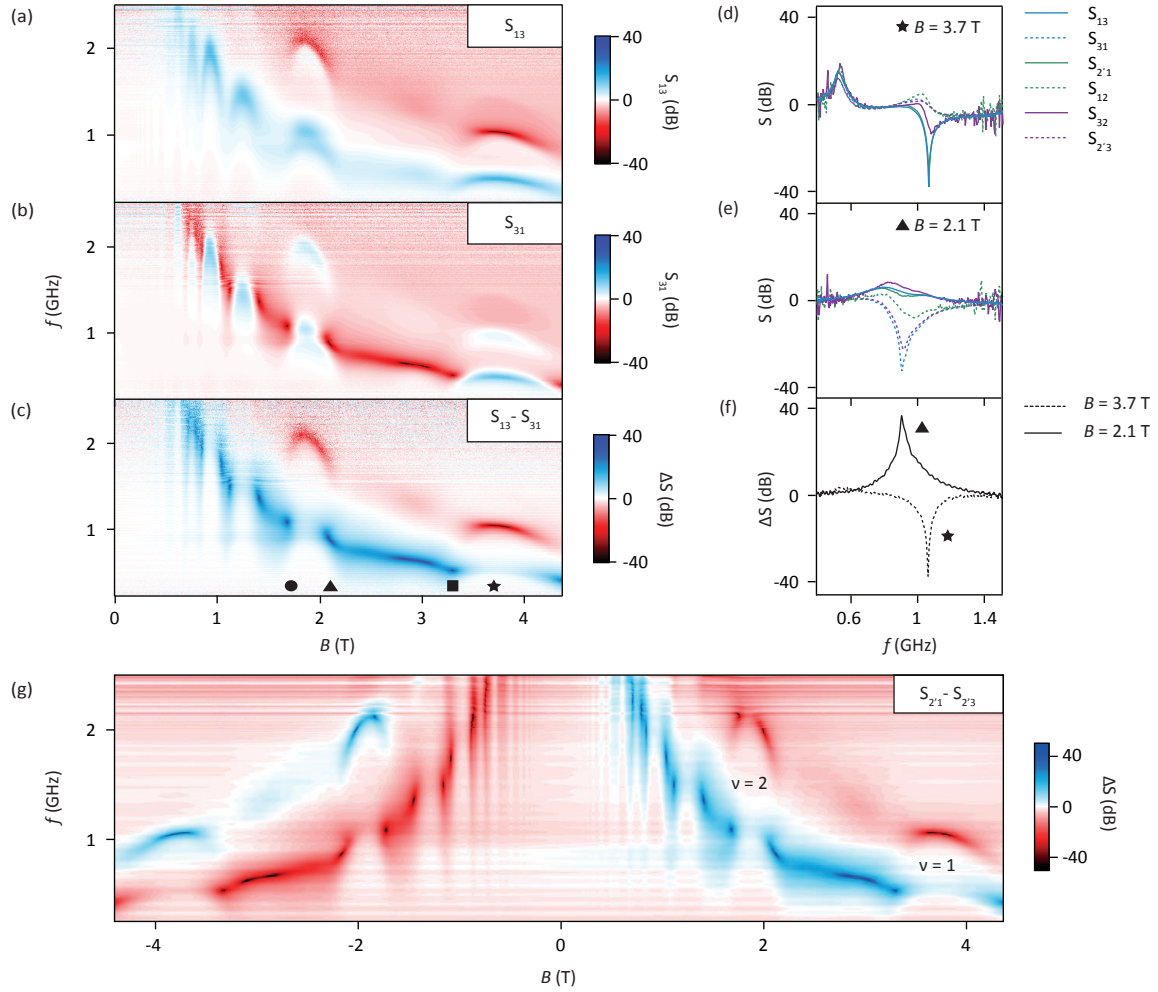 (a)
S13
2
1
40
0
-40
S13 (dB)
(b)
S31
2
1
f (GHz)
40
0
-40
S31 (dB)
(c)
S13- S31
2
1
0
1
2
3
4
B (T)
40
0
-40
ΔS (dB)
(d)
★ B = 3.7 T
40
0
-40
S (dB)
S13
S31
S2'1
S12
S32
S2'3
(e)
▲ B = 2.1 T
40
0
-40
S (dB)
(f)
40
0
-40
ΔS (dB)
0.6
1
1.4
f (GHz)
B = 3.7 T
B = 2.1 T
(g)
S2'1- S2'3
2
1
f (GHz)
ν = 2
ν = 1
-4
-2
0
2
4
B (T)
40
0
-40
ΔS (dB)